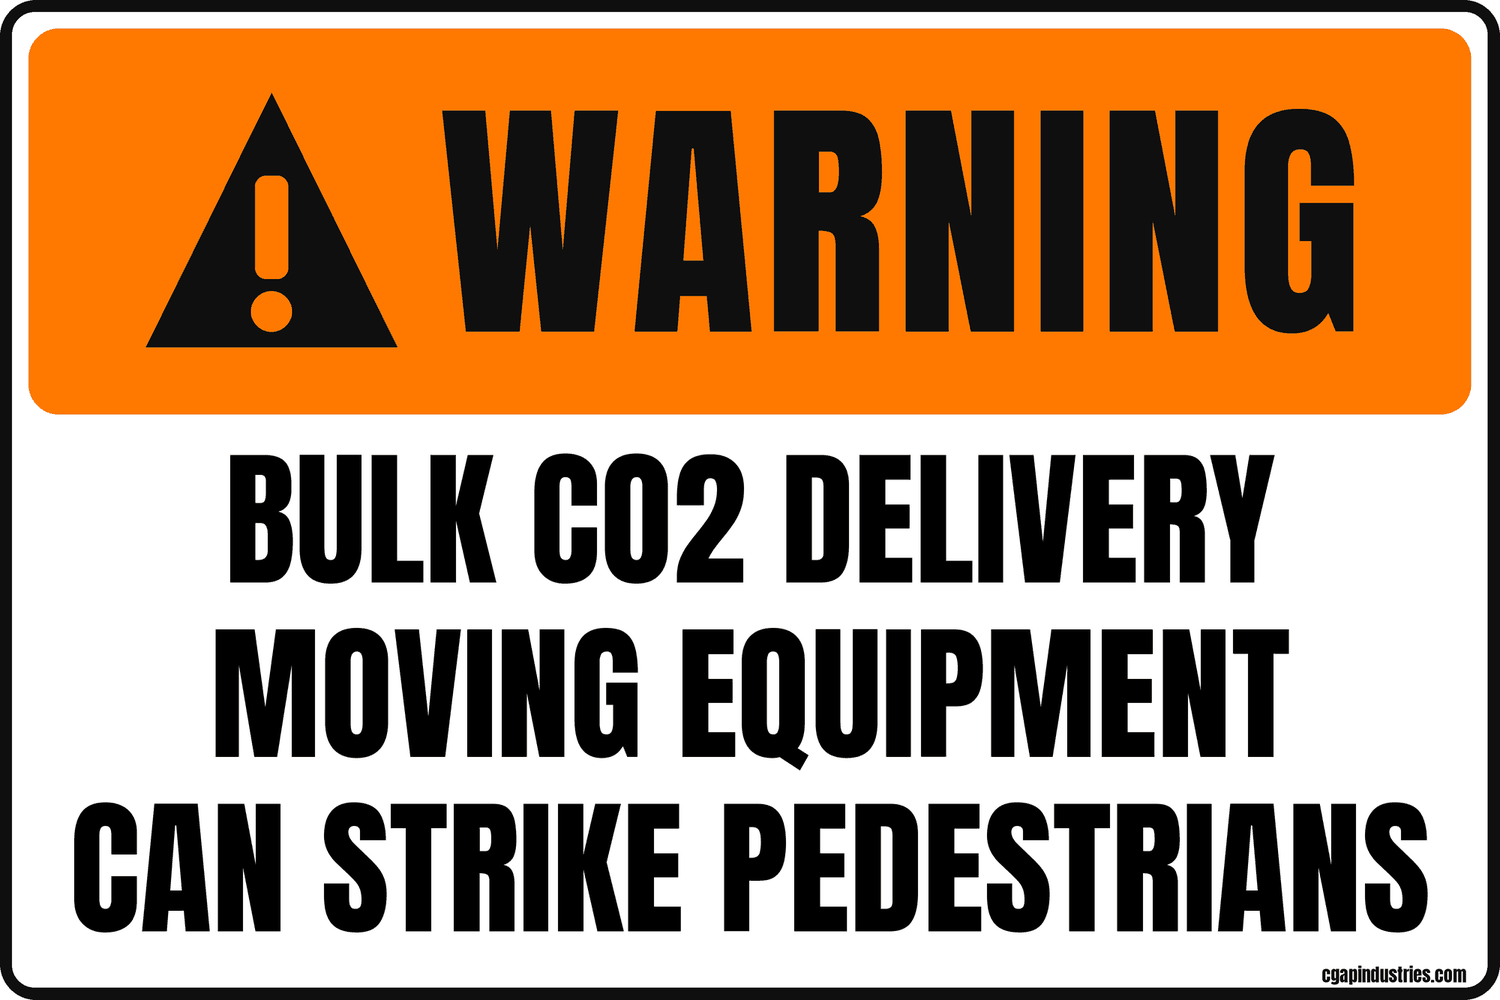 WARNING
BULK CO2 DELIVERY
MOVING EQUIPMENT
CAN STRIKE PEDESTRIANS
cgapindustries.com